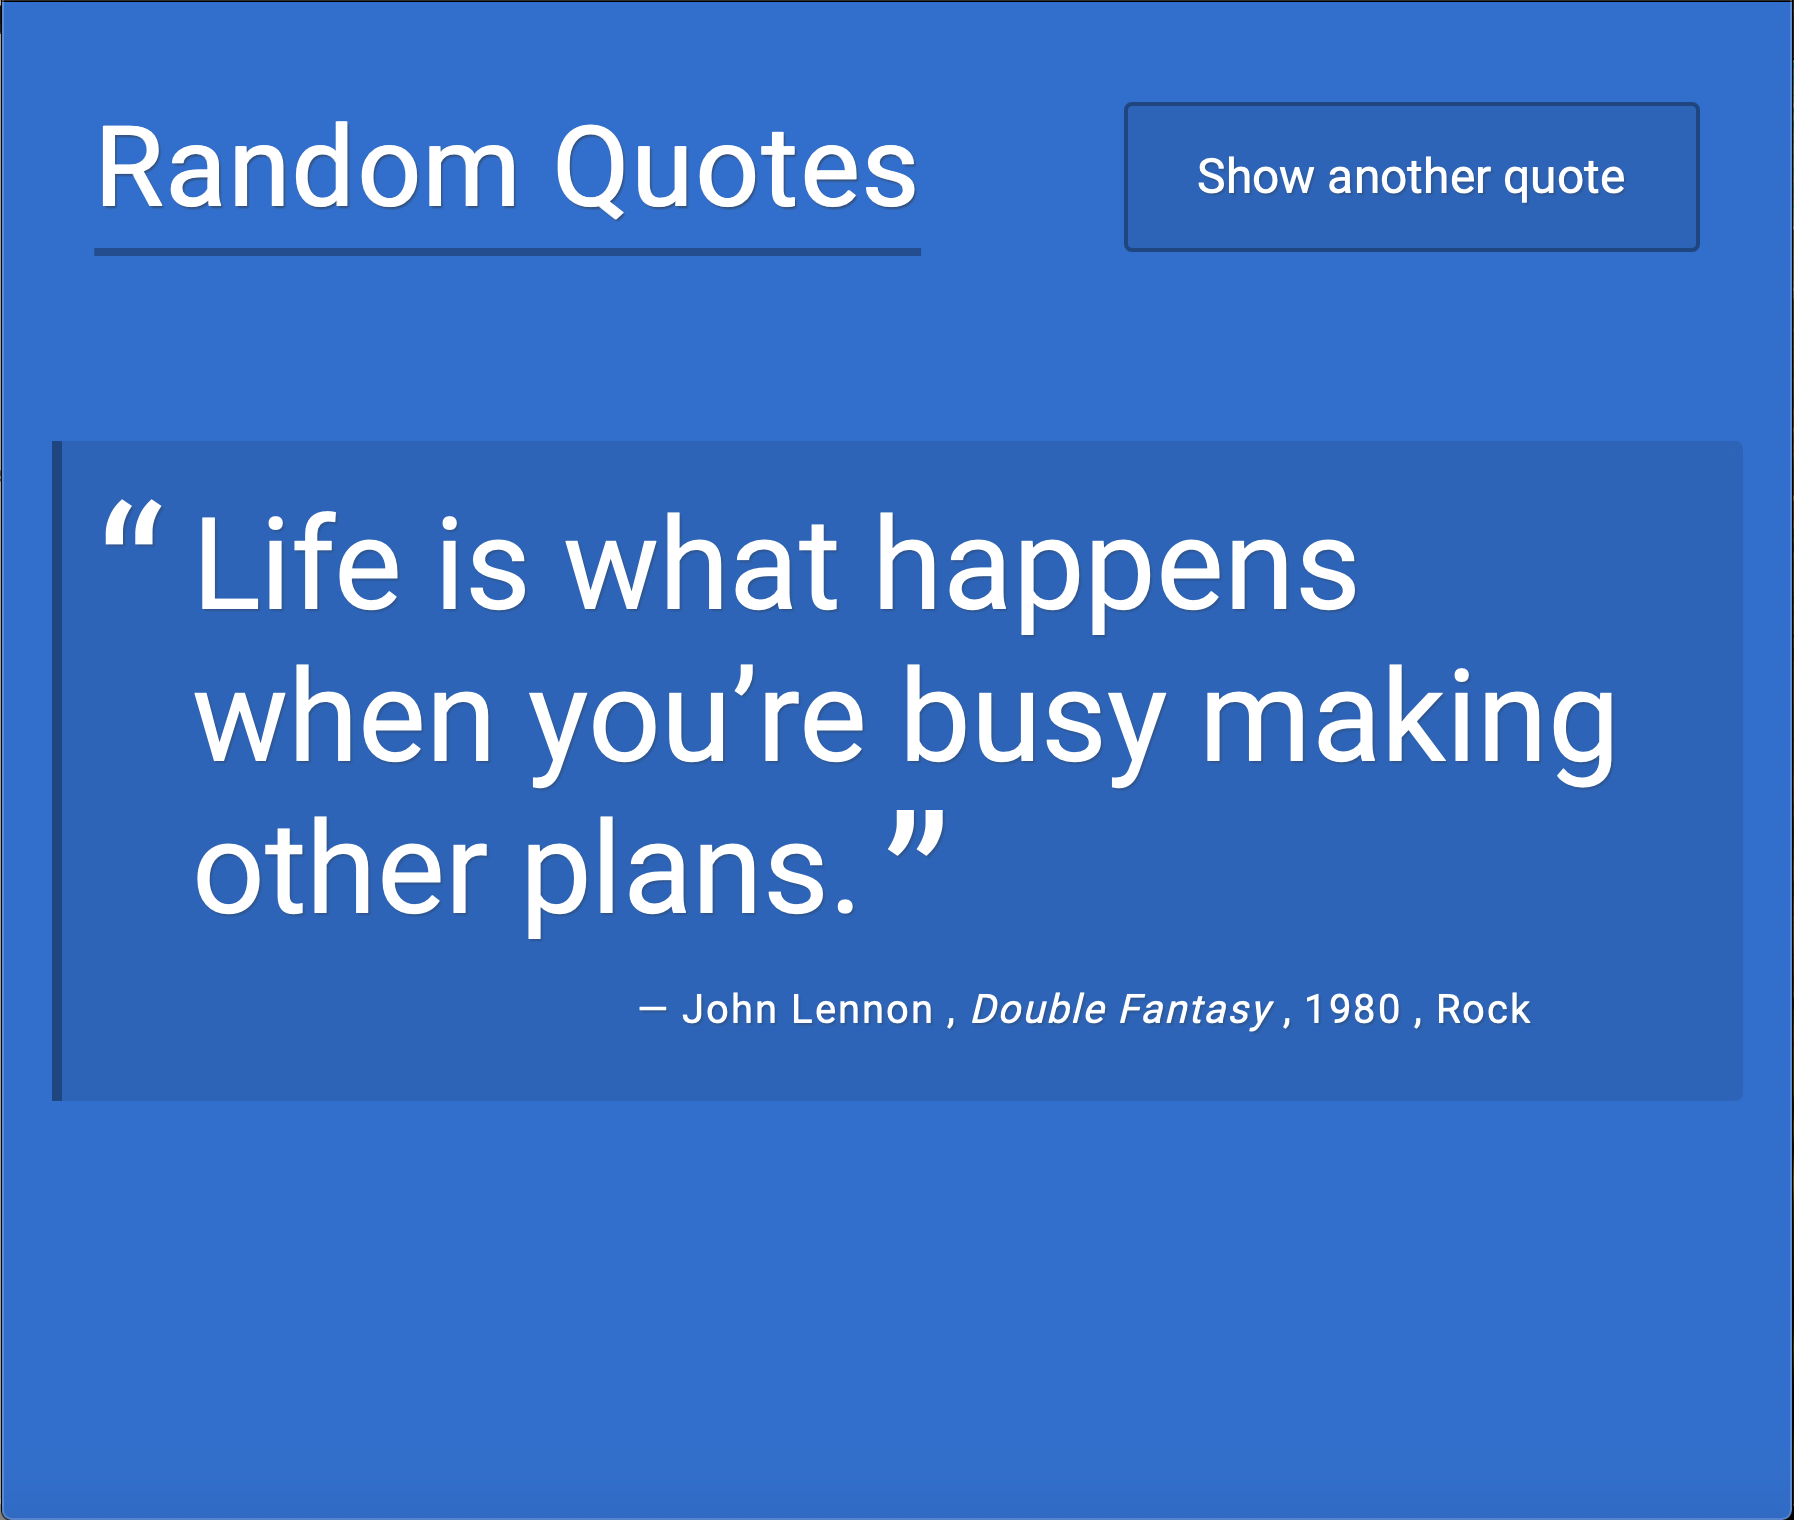 Random Quotes
Show another quote
“ Life is what happens
when you’re busy making
other plans. ”
— John Lennon , Double Fantasy , 1980 , Rock